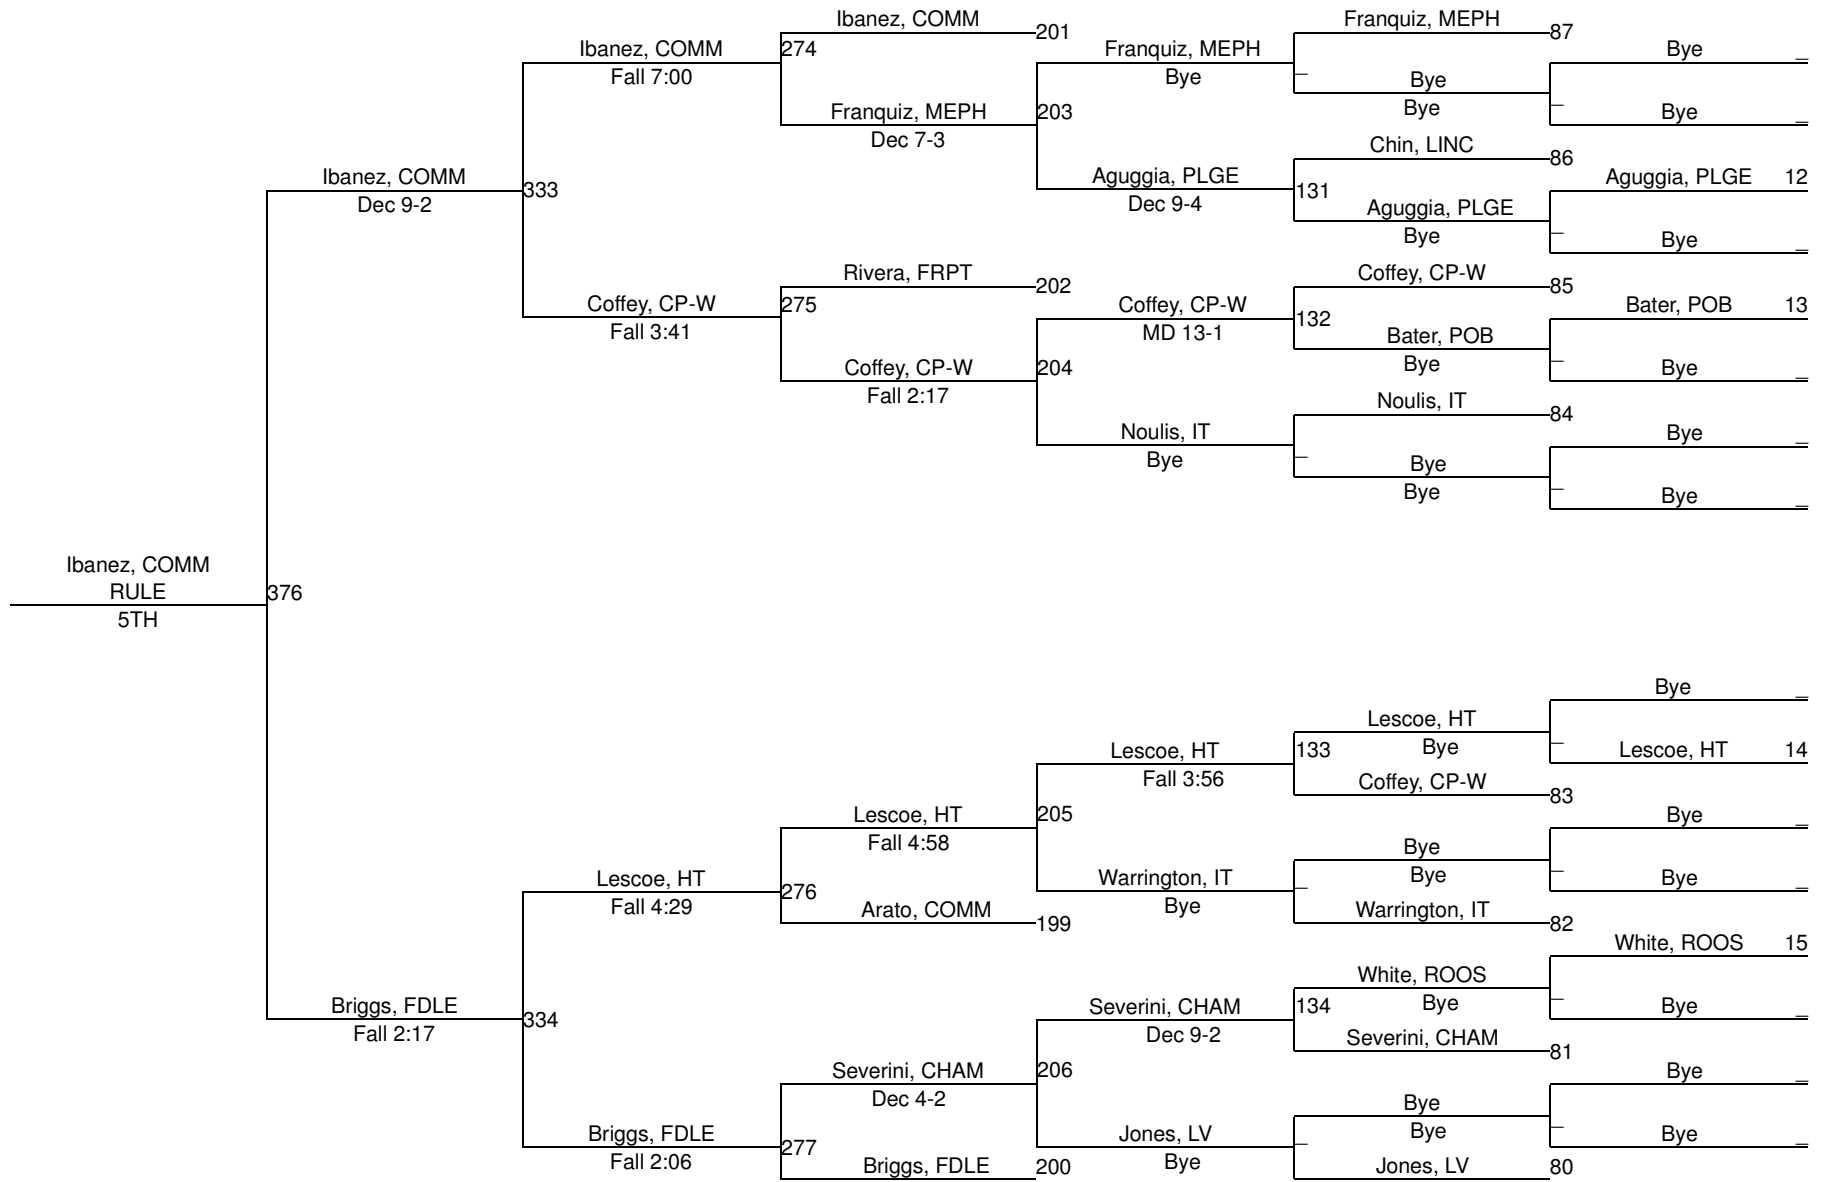 Ibanez, COMM
201
Franquiz, MEPH
87
Ibanez, COMM
274
Franquiz, MEPH
Bye _
Fall 7:00
Bye
_
Bye
Bye
Franquiz, MEPH
203
_
Bye _
Dec 7-3
Chin, LINC
86
Ibanez, COMM
Aguggia, PLGE
Aguggia, PLGE 12
Dec 9-2
333
Dec 9-4
131
Aguggia, PLGE
Bye
_
Bye _
Rivera, FRPT
202
Coffey, CP-W
85
Coffey, CP-W
275
Coffey, CP-W
Bater, POB 13
Fall 3:41
MD 13-1
132
Bater, POB
Bye
_
Coffey, CP-W
204
Bye _
Fall 2:17
Noulis, IT
84
Noulis, IT
Bye _
Bye
_
Bye
Bye
_
Bye _
Ibanez, COMM
RULE
376
5TH
Bye _
Lescoe, HT
Lescoe, HT
133
Bye
_
Lescoe, HT 14
Fall 3:56
Coffey, CP-W
83
Lescoe, HT
205
Bye _
Fall 4:58
Bye
Lescoe, HT
276
Warrington, IT
_
Bye
_
Bye _
Fall 4:29
Arato, COMM
199
Bye
Warrington, IT
82
White, ROOS 15
White, ROOS
Briggs, FDLE
334
Severini, CHAM
134
Bye
_
Bye _
Fall 2:17
Dec 9-2
Severini, CHAM
81
Severini, CHAM
206
Bye _
Dec 4-2
Bye
Briggs, FDLE
277
Jones, LV
_
Bye
_
Bye _
Fall 2:06
Briggs, FDLE
200
Bye
Jones, LV
80